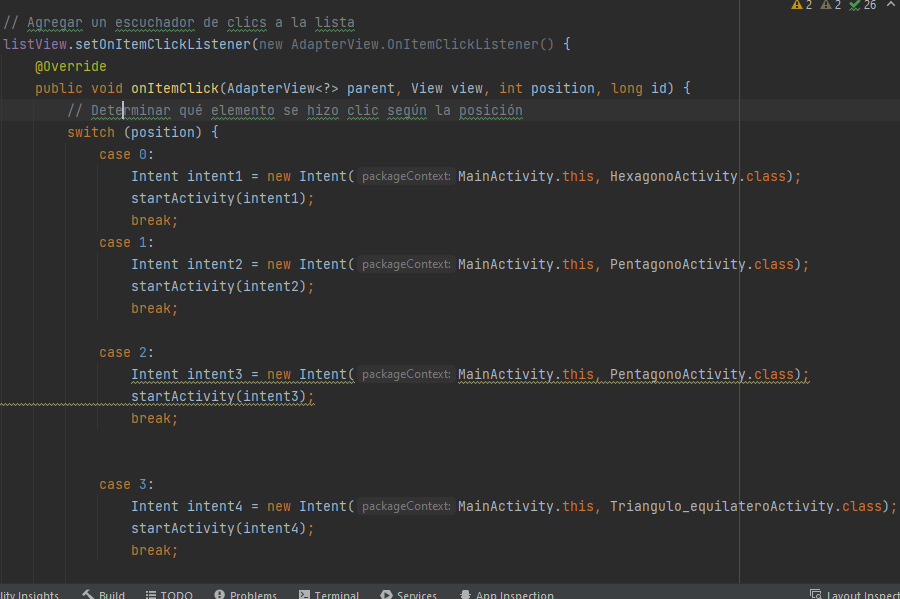 2 2 26
// Agregar un escuchador de clics a la lista
listView.setOnItemClickListener(new AdapterView.OnItemClickListener() {
@Override
public void onItemClick(AdapterView<?> parent, View view, int position, long id) {
// Determinar qué elemento se hizo clic según la posición
switch (position) {
case 0:
Intent intent1 = new Intent( packageContext: MainActivity.this, HexagonoActivity.class);
startActivity(intent1);
break;
case 1:
Intent intent2 = new Intent( packageContext: MainActivity.this, PentagonoActivity.class);
startActivity(intent2);
break;
case 2:
Intent intent3 = new Intent( packageContext: MainActivity.this, PentagonoActivity.class);
startActivity(intent3);
break;
case 3:
Intent intent4 = new Intent( packageContext: MainActivity.this, Triangulo_equilateroActivity.class);
startActivity(intent4);
break;
lity Insights Build TODO Problems Terminal Services App Inspection Layout Inspect